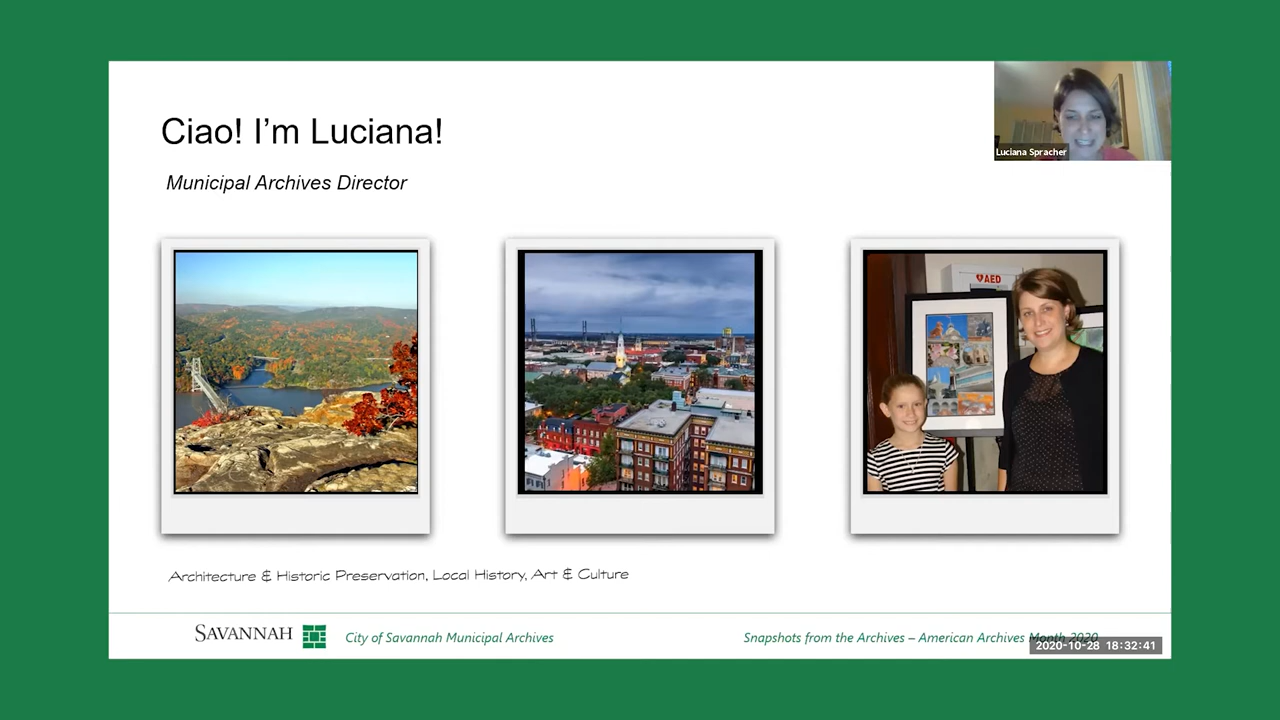 Ciao! I’m Luciana!
Municipal Archives Director
Luciana Spracher
AED
Architecture & Historic Preservation, Local History, Art & Culture
SAVANNAH
City of Savannah Municipal Archives
Snapshots from the Archives – American Archives Month 2020
2020-10-28 18:32:41